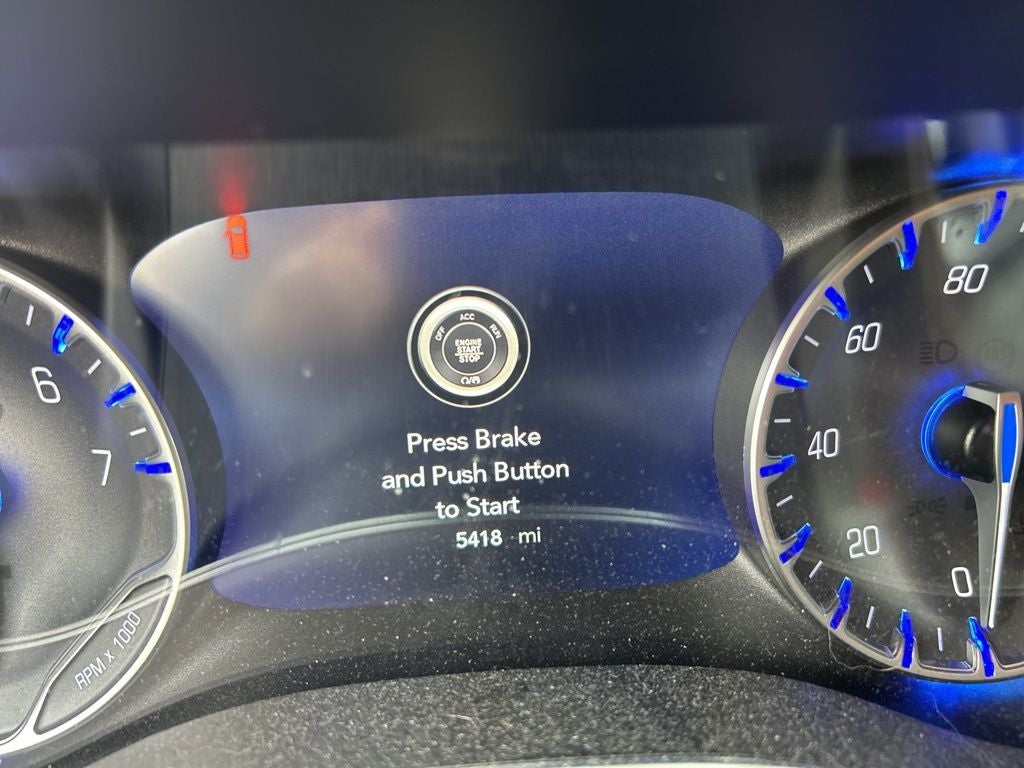 ACC
OFF
RUN
ENGINE
START
STOP
Press Brake
and Push Button
to Start
5418 mi
6
7
RPM x 1000
80
60
40
20
0